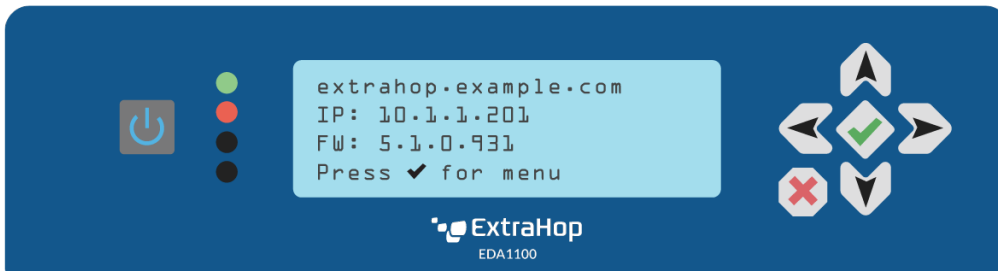 extrahop.example.com
IP: 10.1.1.201
FW: 5.1.0.931
Press ✔ for menu
ExtraHop
EDA1100